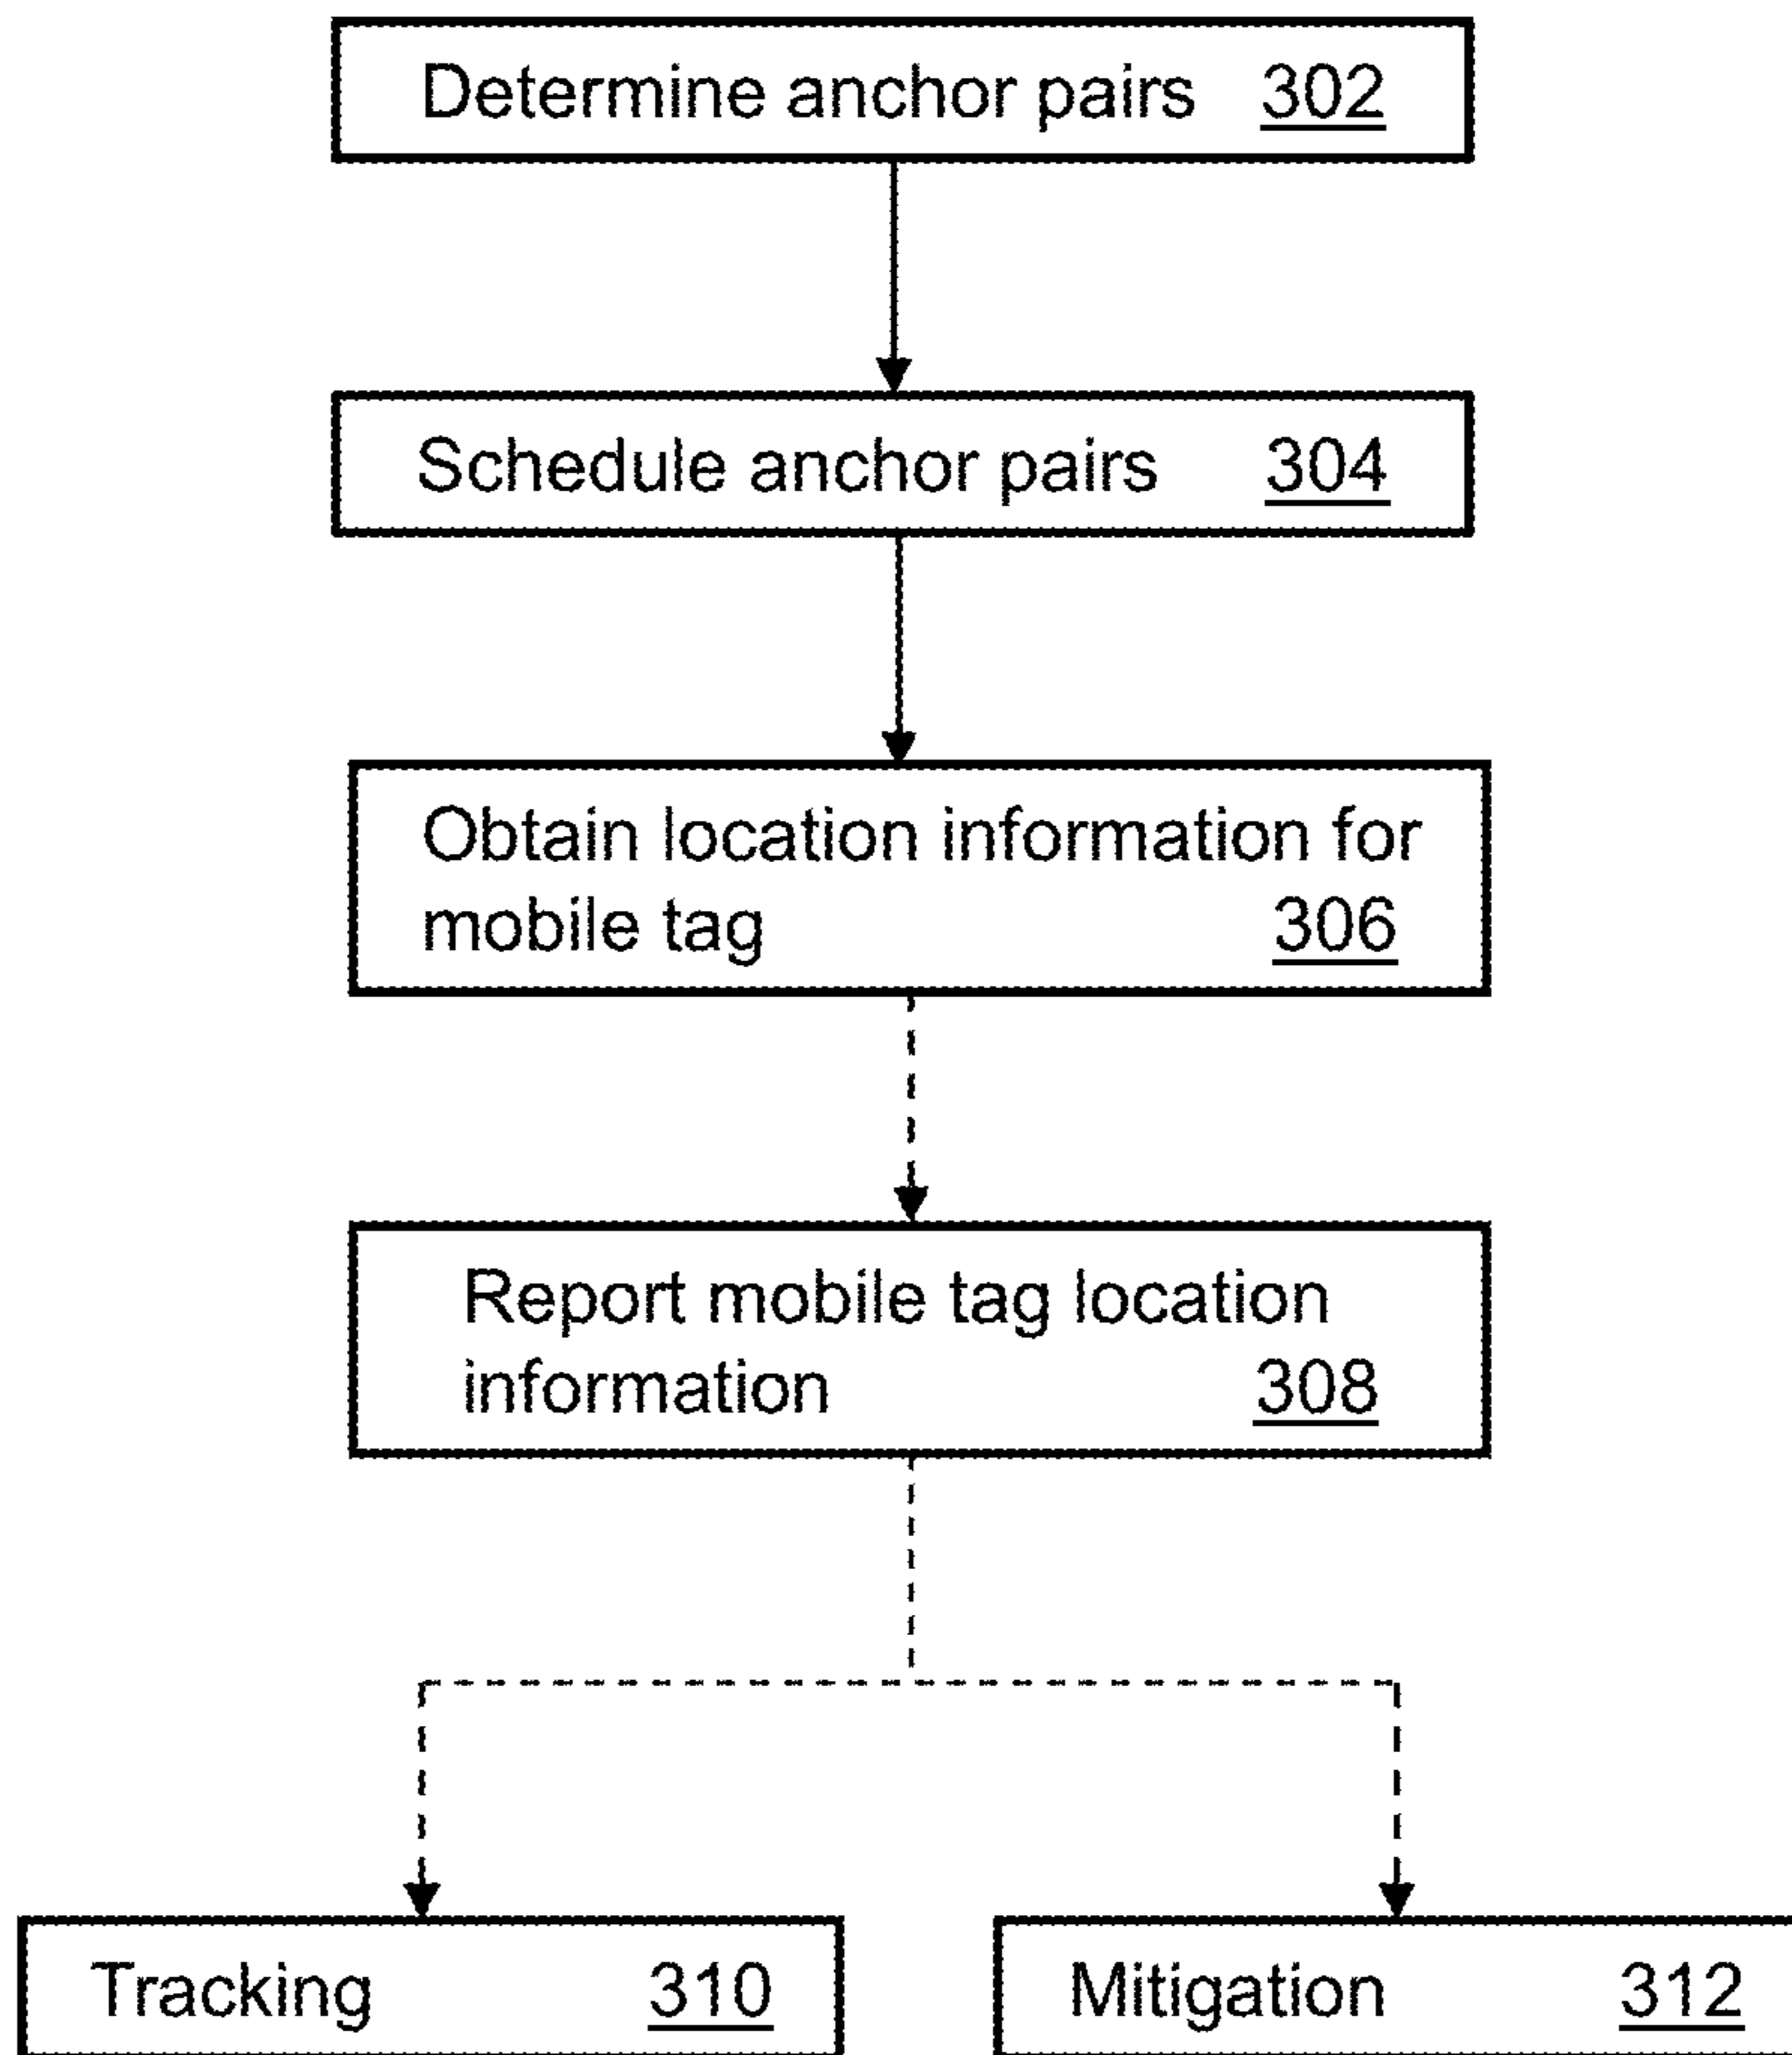 Determine anchor pairs 302
Schedule anchor pairs 304
Obtain location information for
mobile tag 306
Report mobile tag location
information 308
Tracking 310
Mitigation 312